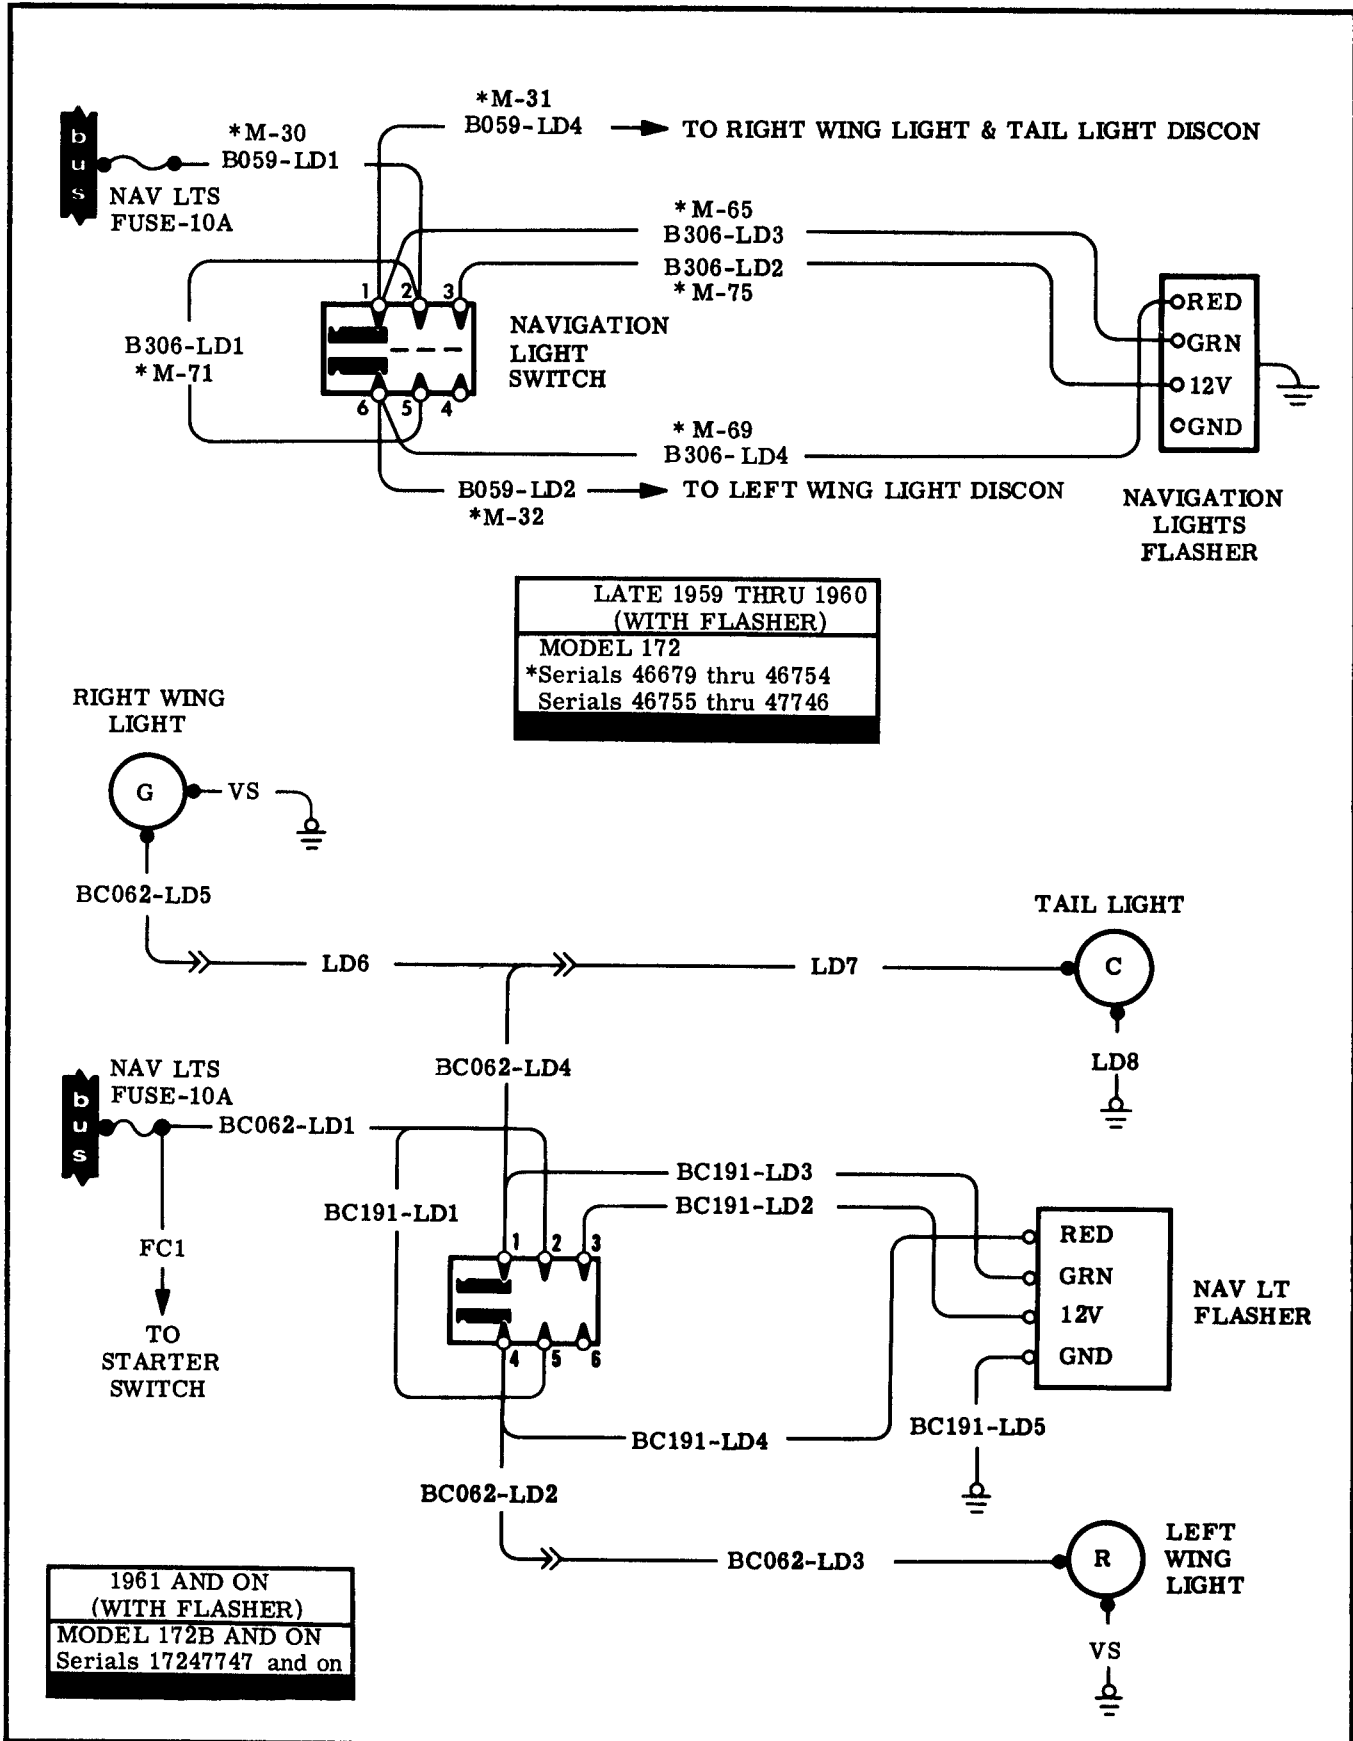 *M-31
B059-LD4 TO RIGHT WING LIGHT & TAIL LIGHT DISCON
bus
*M-30
B059-LD1
NAV LTS
FUSE-10A
*M-65
B306-LD3
B306-LD2
*M-75
1 2 3
B306-LD1
*M-71
NAVIGATION
LIGHT
SWITCH
6 5 4
RED
GRN
12V
GND
*M-69
B306-LD4
B059-LD2 TO LEFT WING LIGHT DISCON
*M-32
NAVIGATION
LIGHTS
FLASHER
LATE 1959 THRU 1960
(WITH FLASHER)
MODEL 172
*Serials 46679 thru 46754
Serials 46755 thru 47746
RIGHT WING
LIGHT
G
VS
BC062-LD5
LD6
LD7
TAIL LIGHT
C
LD8
BC062-LD4
NAV LTS
FUSE-10A
bus
BC062-LD1
FC1
TO
STARTER
SWITCH
BC191-LD1
BC191-LD3
BC191-LD2
1 2 3
4 5 6
RED
GRN
12V
GND
NAV LT
FLASHER
BC191-LD4
BC191-LD5
BC062-LD2
BC062-LD3
R
LEFT
WING
LIGHT
VS
1961 AND ON
(WITH FLASHER)
MODEL 172B AND ON
Serials 17247747 and on